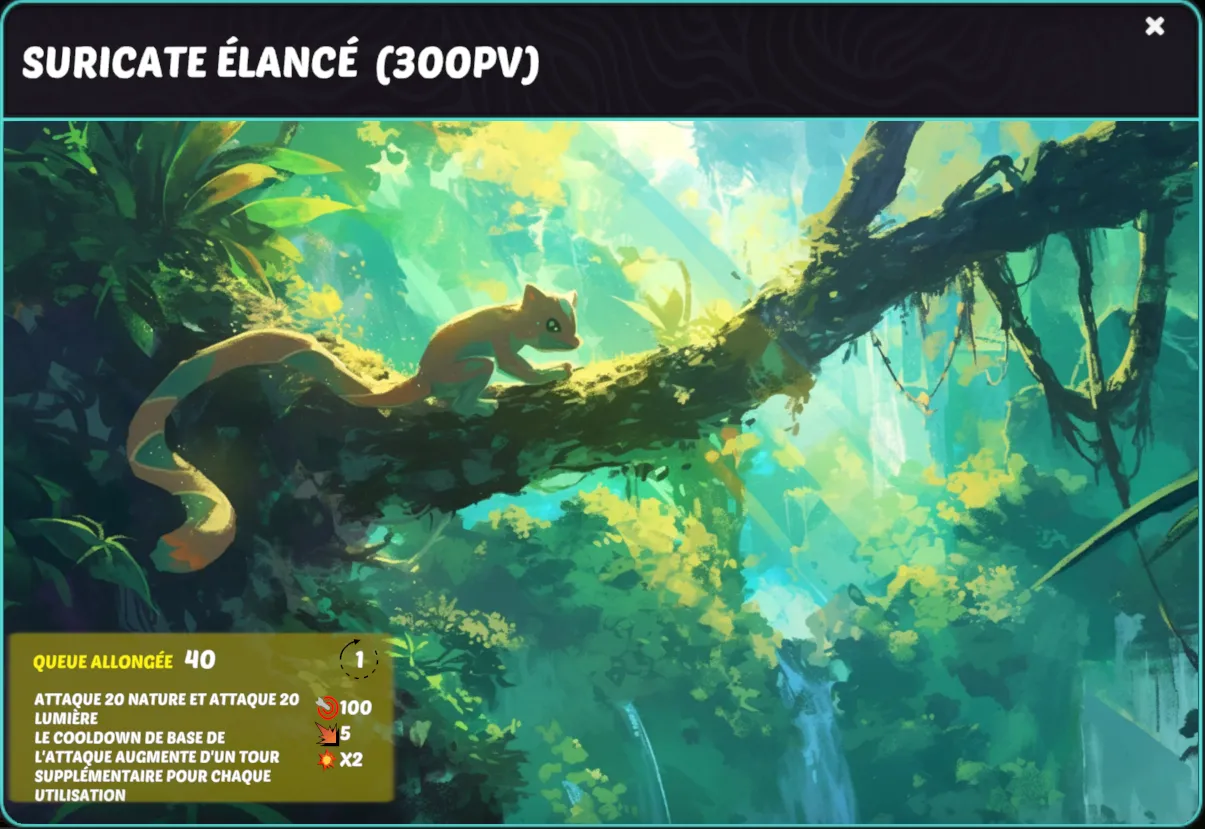 SURICATE ÉLANCÉ (300PV)
QUEUE ALLONGÉE 40
1
ATTAQUE 20 NATURE ET ATTAQUE 20
LUMIÈRE
LE COOLDOWN DE BASE DE
L'ATTAQUE AUGMENTE D'UN TOUR
SUPPLÉMENTAIRE POUR CHAQUE
UTILISATION
100
5
X2